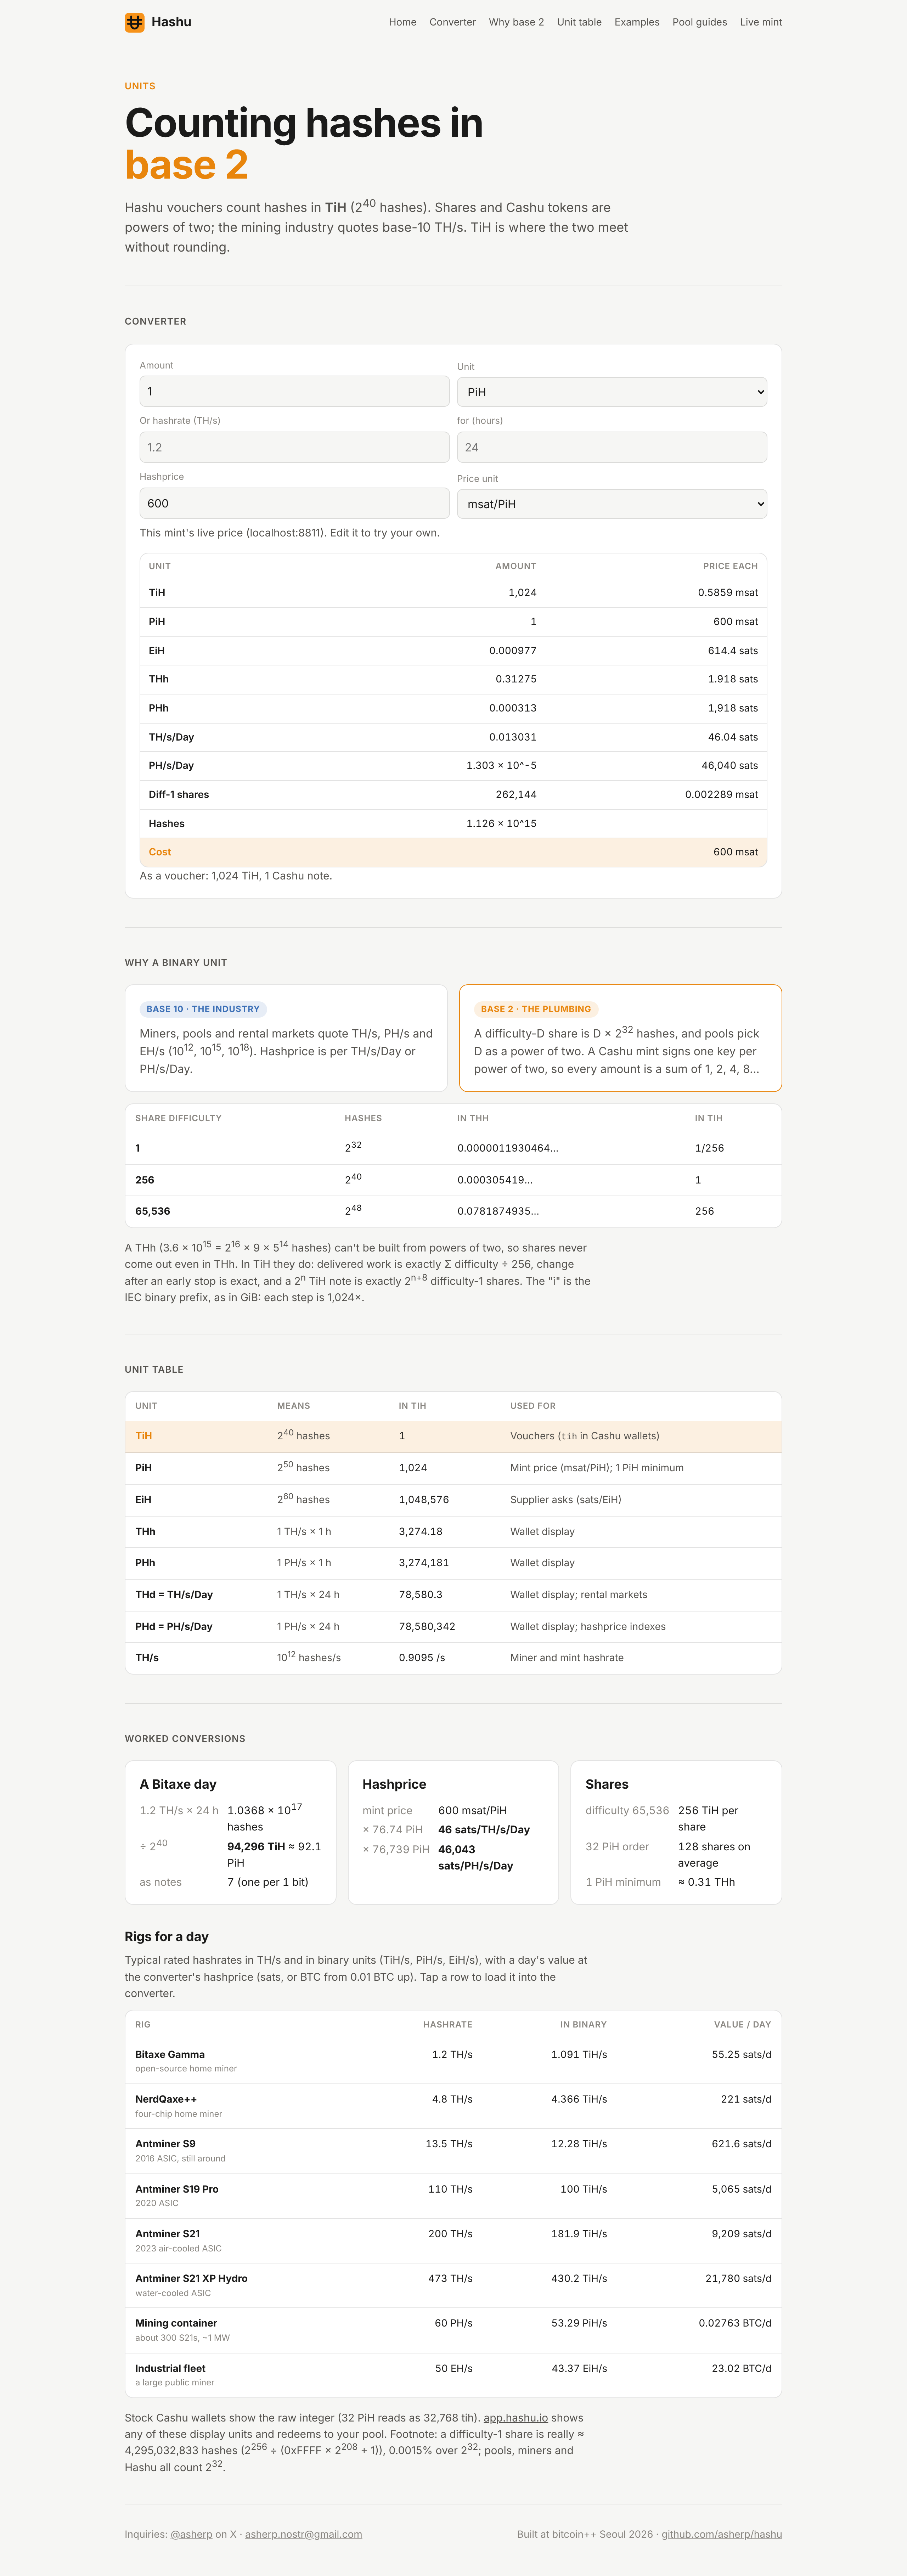 Hashu
Home Converter Why base 2 Unit table Examples Pool guides Live mint
UNITS
Counting hashes in
base 2
Hashu vouchers count hashes in TiH (2^40 hashes). Shares and Cashu tokens are
powers of two; the mining industry quotes base-10 TH/s. TiH is where the two meet
without rounding.
CONVERTER
Amount Unit
1 PiH
Or hashrate (TH/s) for (hours)
1.2 24
Hashprice Price unit
600 msat/PiH
This mint's live price (localhost:8811). Edit it to try your own.
UNIT AMOUNT PRICE EACH
TiH 1,024 0.5859 msat
PiH 1 600 msat
EiH 0.000977 614.4 sats
THh 0.31275 1.918 sats
PHh 0.000313 1,918 sats
TH/s/Day 0.013031 46.04 sats
PH/s/Day 1.303 × 10^-5 46,040 sats
Diff-1 shares 262,144 0.002289 msat
Hashes 1.126 × 10^15
Cost 600 msat
As a voucher: 1,024 TiH, 1 Cashu note.
WHY A BINARY UNIT
BASE 10 · THE INDUSTRY
Miners, pools and rental markets quote TH/s, PH/s and
EH/s (10^12, 10^15, 10^18). Hashprice is per TH/s/Day or
PH/s/Day.
BASE 2 · THE PLUMBING
A difficulty-D share is D × 2^32 hashes, and pools pick
D as a power of two. A Cashu mint signs one key per
power of two, so every amount is a sum of 1, 2, 4, 8...
SHARE DIFFICULTY HASHES IN THH IN TIH
1 2^32 0.0000011930464... 1/256
256 2^40 0.000305419... 1
65,536 2^48 0.0781874935... 256
A THh (3.6 × 10^15 = 2^16 × 9 × 5^14 hashes) can't be built from powers of two, so shares never
come out even in THh. In TiH they do: delivered work is exactly Σ difficulty ÷ 256, change
after an early stop is exact, and a 2^n TiH note is exactly 2^n+8 difficulty-1 shares. The "i" is the
IEC binary prefix, as in GiB: each step is 1,024×.
UNIT TABLE
UNIT MEANS IN TIH USED FOR
TiH 2^40 hashes 1 Vouchers (tih in Cashu wallets)
PiH 2^50 hashes 1,024 Mint price (msat/PiH); 1 PiH minimum
EiH 2^60 hashes 1,048,576 Supplier asks (sats/EiH)
THh 1 TH/s × 1 h 3,274.18 Wallet display
PHh 1 PH/s × 1 h 3,274,181 Wallet display
THd = TH/s/Day 1 TH/s × 24 h 78,580.3 Wallet display; rental markets
PHd = PH/s/Day 1 PH/s × 24 h 78,580,342 Wallet display; hashprice indexes
TH/s 10^12 hashes/s 0.9095 /s Miner and mint hashrate
WORKED CONVERSIONS
A Bitaxe day
1.2 TH/s × 24 h 1.0368 × 10^17
hashes
÷ 2^40 94,296 TiH ≈ 92.1
PiH
as notes 7 (one per 1 bit)
Hashprice
mint price 600 msat/PiH
× 76.74 PiH 46 sats/TH/s/Day
× 76,739 PiH 46,043
sats/PH/s/Day
Shares
difficulty 65,536 256 TiH per
share
32 PiH order 128 shares on
average
1 PiH minimum ≈ 0.31 THh
Rigs for a day
Typical rated hashrates in TH/s and in binary units (TiH/s, PiH/s, EiH/s), with a day's value at
the converter's hashprice (sats, or BTC from 0.01 BTC up). Tap a row to load it into the
converter.
RIG HASHRATE IN BINARY VALUE / DAY
Bitaxe Gamma 1.2 TH/s 1.091 TiH/s 55.25 sats/d
open-source home miner
NerdQaxe++ 4.8 TH/s 4.366 TiH/s 221 sats/d
four-chip home miner
Antminer S9 13.5 TH/s 12.28 TiH/s 621.6 sats/d
2016 ASIC, still around
Antminer S19 Pro 110 TH/s 100 TiH/s 5,065 sats/d
2020 ASIC
Antminer S21 200 TH/s 181.9 TiH/s 9,209 sats/d
2023 air-cooled ASIC
Antminer S21 XP Hydro 473 TH/s 430.2 TiH/s 21,780 sats/d
water-cooled ASIC
Mining container 60 PH/s 53.29 PiH/s 0.02763 BTC/d
about 300 S21s, ~1 MW
Industrial fleet 50 EH/s 43.37 EiH/s 23.02 BTC/d
a large public miner
Stock Cashu wallets show the raw integer (32 PiH reads as 32,768 tih). app.hashu.io shows
any of these display units and redeems to your pool. Footnote: a difficulty-1 share is really ≈
4,295,032,833 hashes (2^256 ÷ (0xFFFF × 2^208 + 1)), 0.0015% over 2^32; pools, miners and
Hashu all count 2^32.
Inquiries: @asherp on X · asherp.nostr@gmail.com Built at bitcoin++ Seoul 2026 · github.com/asherp/hashu